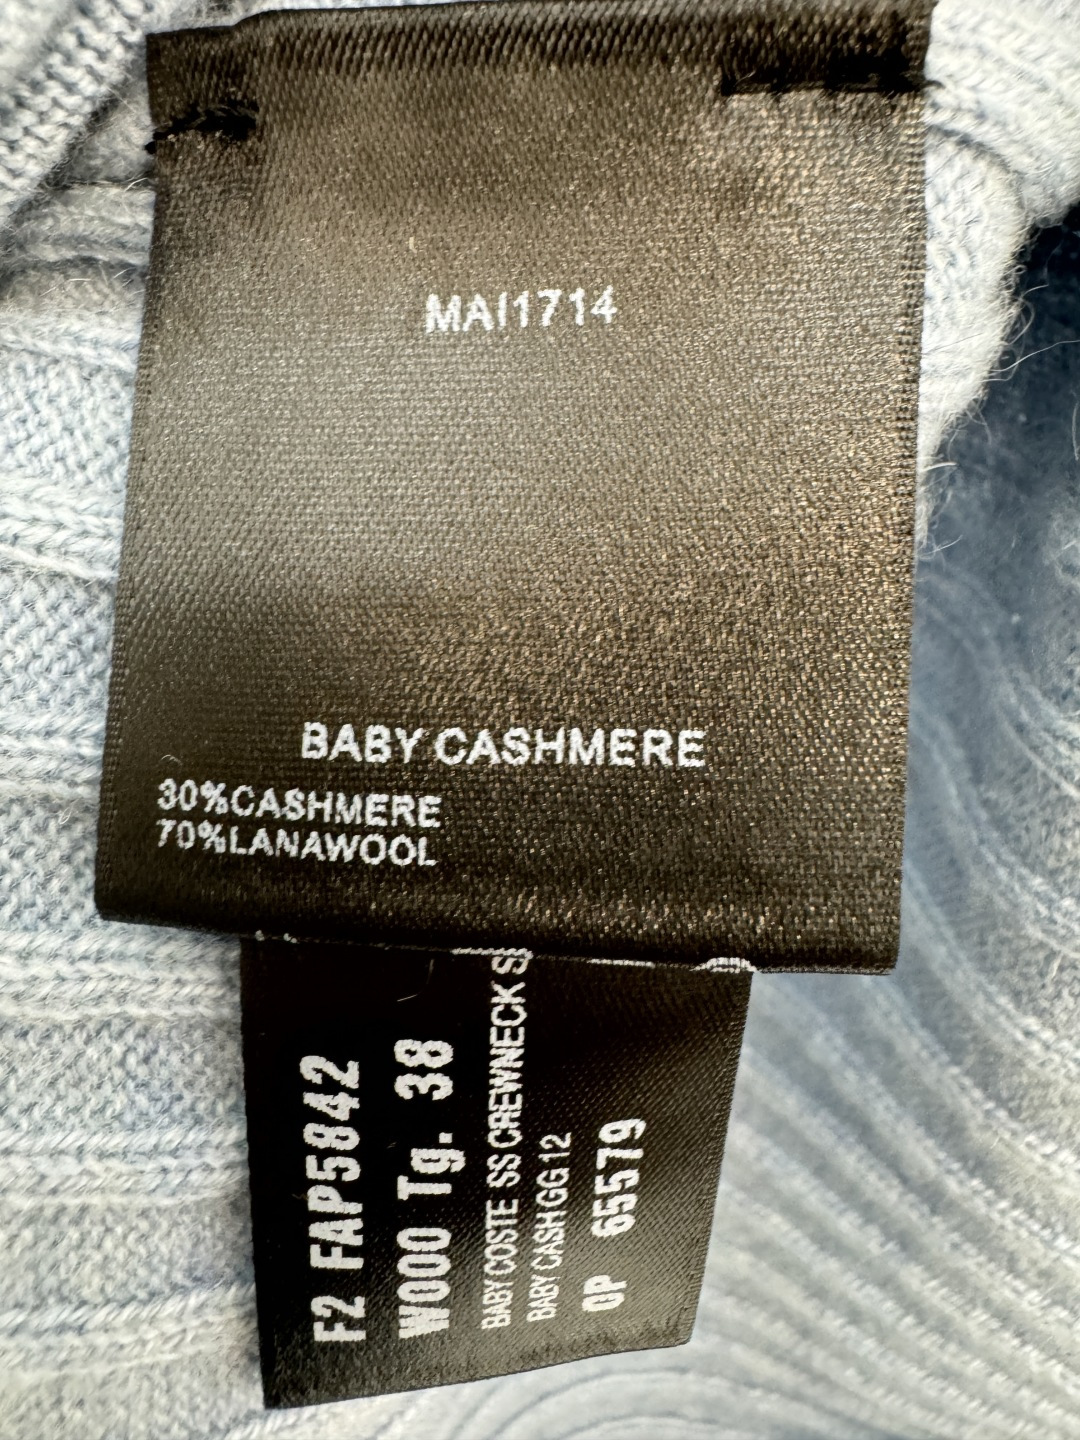 MAI1714
BABY CASHMERE
30%CASHMERE
70%LANAWOOL
F2 FAP5842
W000 Tg. 38
BABY COSTE SS CREWNECK
BABY CASH GG 12
OP 65579